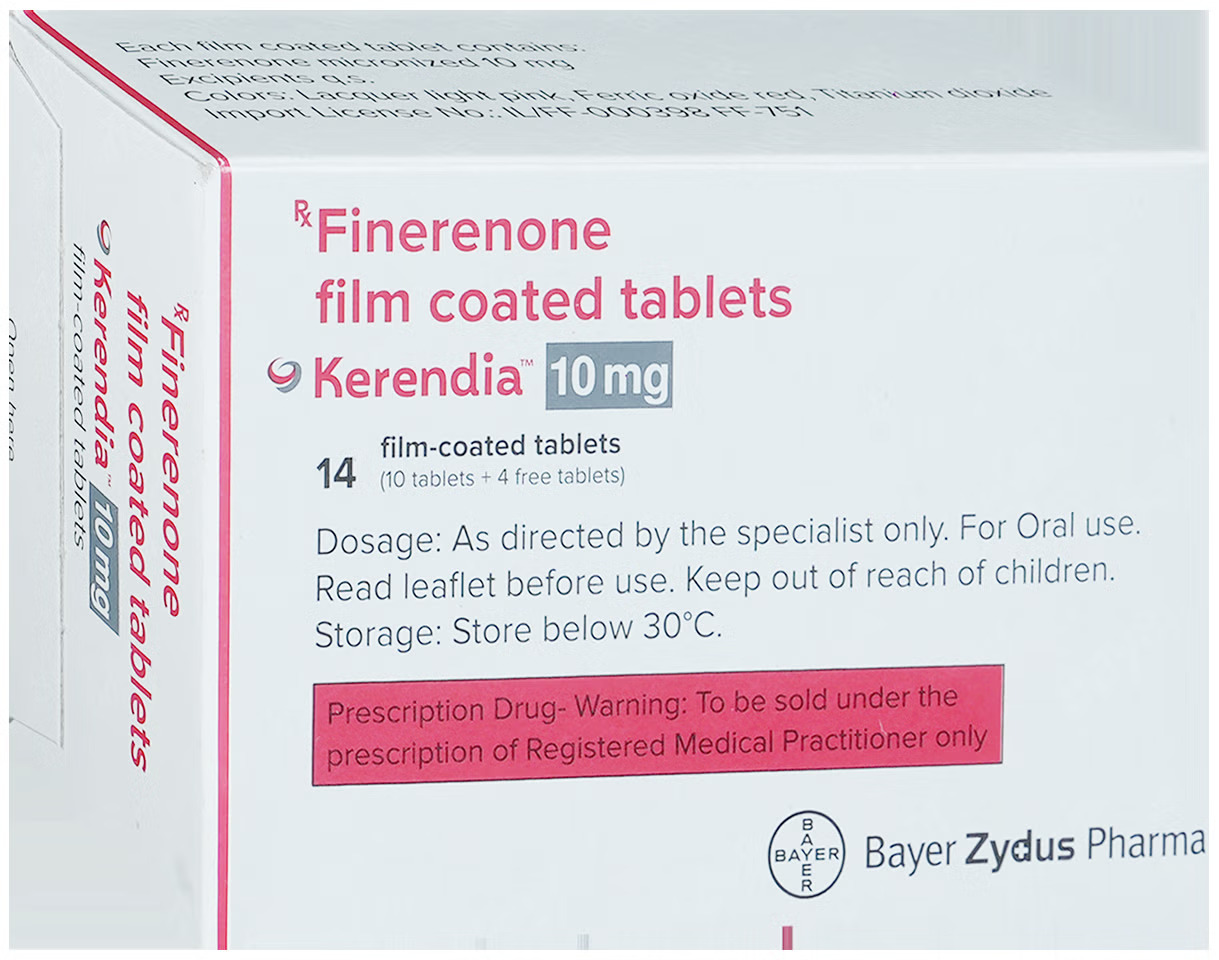 Each film coated tablet contains:
Finerenone micronized 10 mg
Excipients q.s.
Colors: Lacquer light pink, Ferric oxide red, Titanium dioxide
Import License No.: IL/FF-000398 FF-751
Rx Finerenone
film coated tablets
Kerendia™ 10 mg
14 film-coated tablets
(10 tablets + 4 free tablets)
Dosage: As directed by the specialist only. For Oral use.
Read leaflet before use. Keep out of reach of children.
Storage: Store below 30°C.
Prescription Drug- Warning: To be sold under the
prescription of Registered Medical Practitioner only
BAYER
BAYER
Bayer Zydus Pharma
Rx Finerenone
film coated tablets
Kerendia™ 10 mg
film-coated tablets
Open here